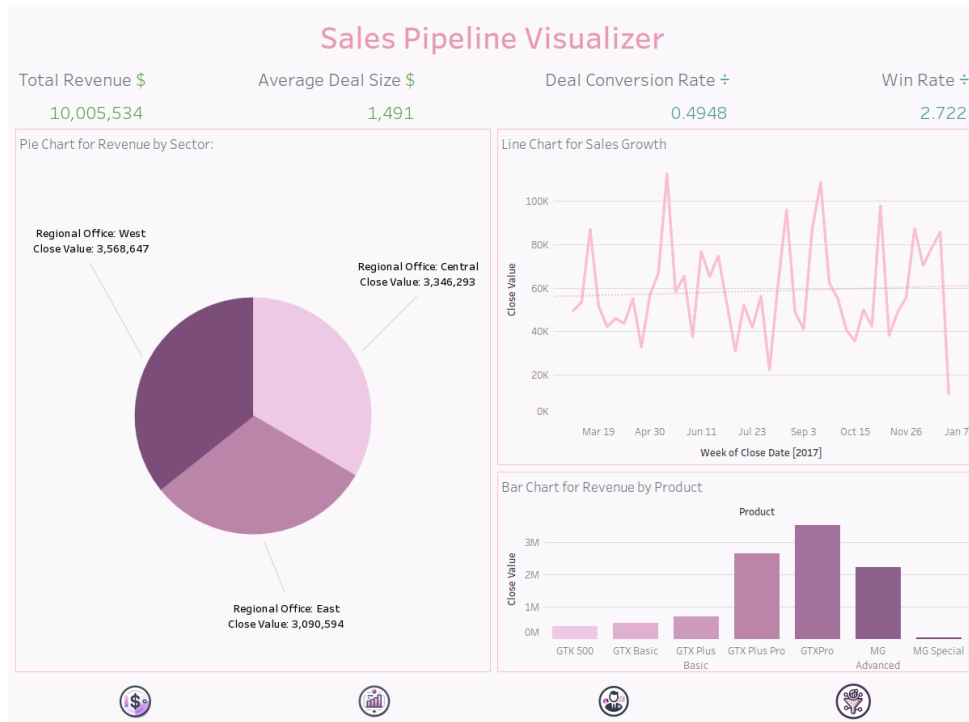 Sales Pipeline Visualizer
Total Revenue $
Average Deal Size $
Deal Conversion Rate ÷
Win Rate ÷
10,005,534
1,491
0.4948
2.722
Pie Chart for Revenue by Sector:
Regional Office: West
Close Value: 3,568,647
Regional Office: Central
Close Value: 3,346,293
Regional Office: East
Close Value: 3,090,594
Line Chart for Sales Growth
Close Value
100K
80K
60K
40K
20K
0K
Mar 19
Apr 30
Jun 11
Jul 23
Sep 3
Oct 15
Nov 26
Jan 7
Week of Close Date [2017]
Bar Chart for Revenue by Product
Product
Close Value
3M
2M
1M
0M
GTK 500
GTX Basic
GTX Plus
Basic
GTX Plus Pro
GTXPro
MG
Advanced
MG Special
$